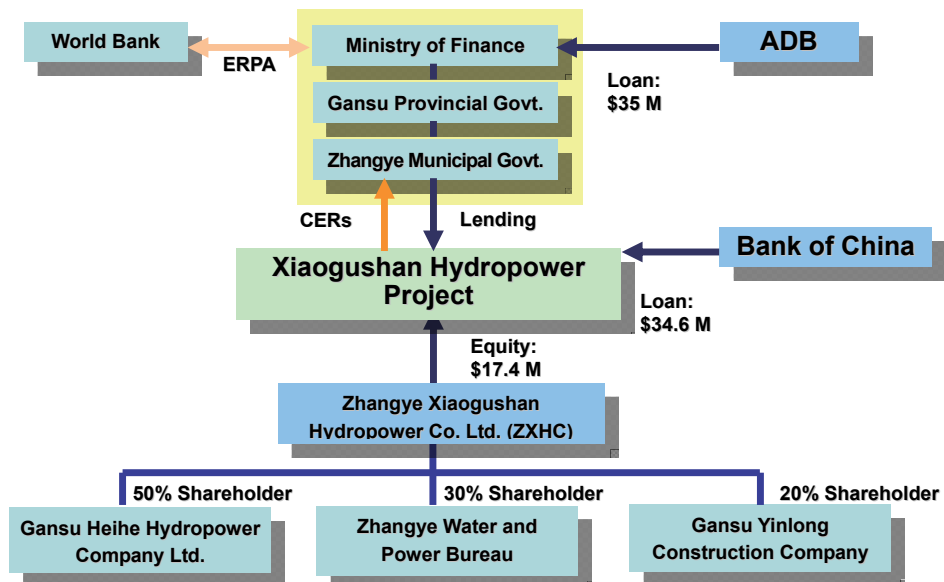 World Bank
ERPA
Ministry of Finance
ADB
Loan:
$35 M
Gansu Provincial Govt.
Zhangye Municipal Govt.
CERs
Lending
Bank of China
Xiaogushan Hydropower
Project
Loan:
$34.6 M
Equity:
$17.4 M
Zhangye Xiaogushan
Hydropower Co. Ltd. (ZXHC)
50% Shareholder
30% Shareholder
20% Shareholder
Gansu Heihe Hydropower
Company Ltd.
Zhangye Water and
Power Bureau
Gansu Yinlong
Construction Company